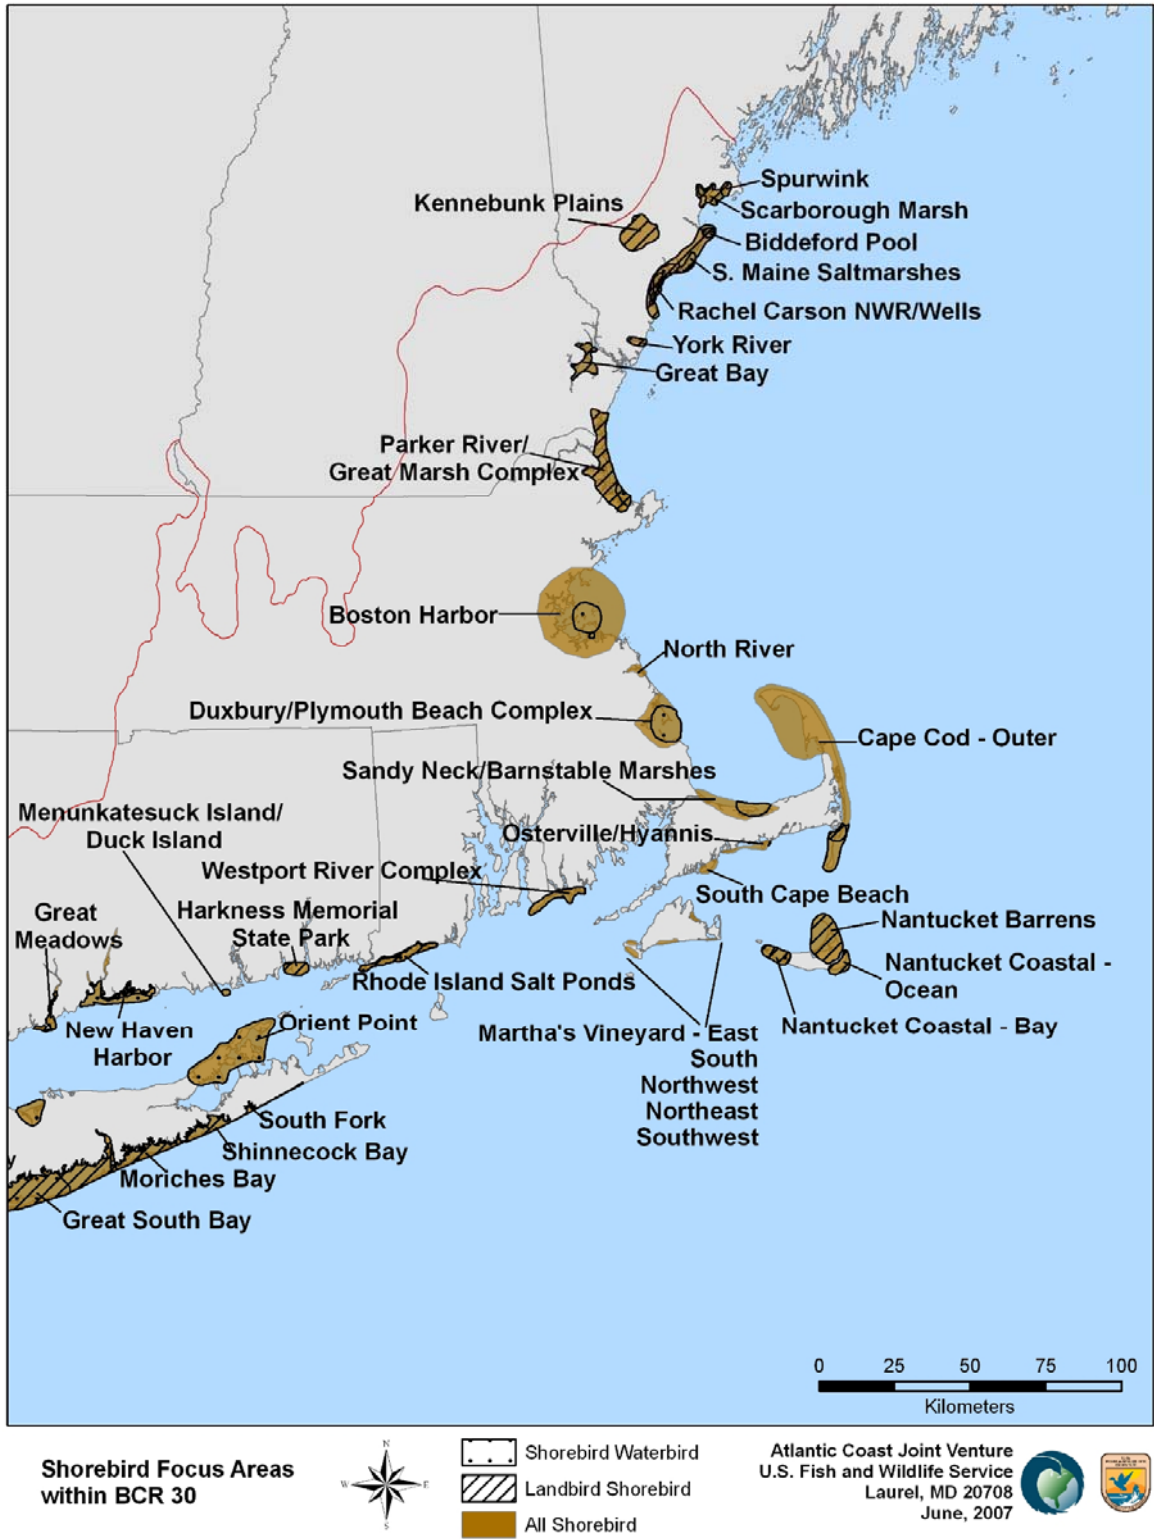 Spurwink
Kennebunk Plains
Scarborough Marsh
Biddeford Pool
S. Maine Saltmarshes
Rachel Carson NWR/Wells
York River
Great Bay
Parker River/
Great Marsh Complex
Boston Harbor
North River
Duxbury/Plymouth Beach Complex
Cape Cod - Outer
Sandy Neck/Barnstable Marshes
Menunkatesuck Island/
Duck Island
Osterville/Hyannis
Westport River Complex
South Cape Beach
Great
Meadows
Harkness Memorial
State Park
Nantucket Barrens
Rhode Island Salt Ponds
Nantucket Coastal -
Ocean
New Haven
Harbor
Orient Point
Nantucket Coastal - Bay
Martha's Vineyard - East
South
Northwest
Northeast
Southwest
South Fork
Shinnecock Bay
Moriches Bay
Great South Bay
y
0 25 50 75 100
Kilometers
Shorebird Focus Areas
within BCR 30
N
W E
S
Shorebird Waterbird
Landbird Shorebird
All Shorebird
Atlantic Coast Joint Venture
U.S. Fish and Wildlife Service
Laurel, MD 20708
June, 2007